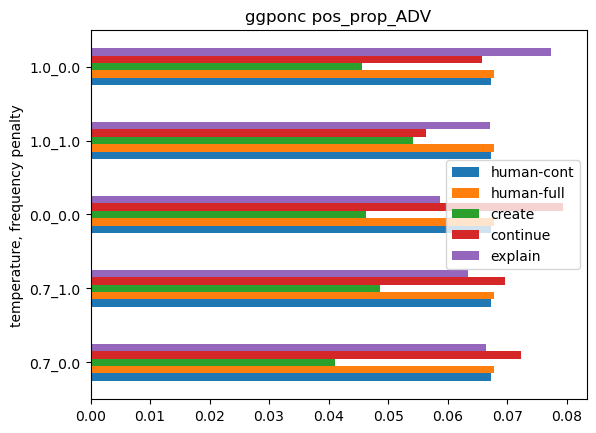 ggponc pos_prop_ADV
temperature, frequency penalty
1.0_0.0
1.0_1.0
0.0_0.0
0.7_1.0
0.7_0.0
human-cont
human-full
create
continue
explain
0.00 0.01 0.02 0.03 0.04 0.05 0.06 0.07 0.08